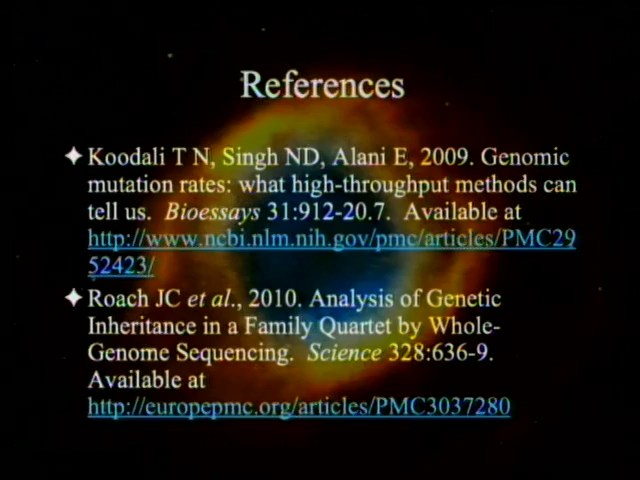 References
Koodali T N, Singh ND, Alani E, 2009. Genomic
mutation rates: what high-throughput methods can
tell us. Bioessays 31:912-20.7. Available at
http://www.ncbi.nlm.nih.gov/pmc/articles/PMC29
52423/
Roach JC et al., 2010. Analysis of Genetic
Inheritance in a Family Quartet by Whole-
Genome Sequencing. Science 328:636-9.
Available at
http://europepmc.org/articles/PMC3037280